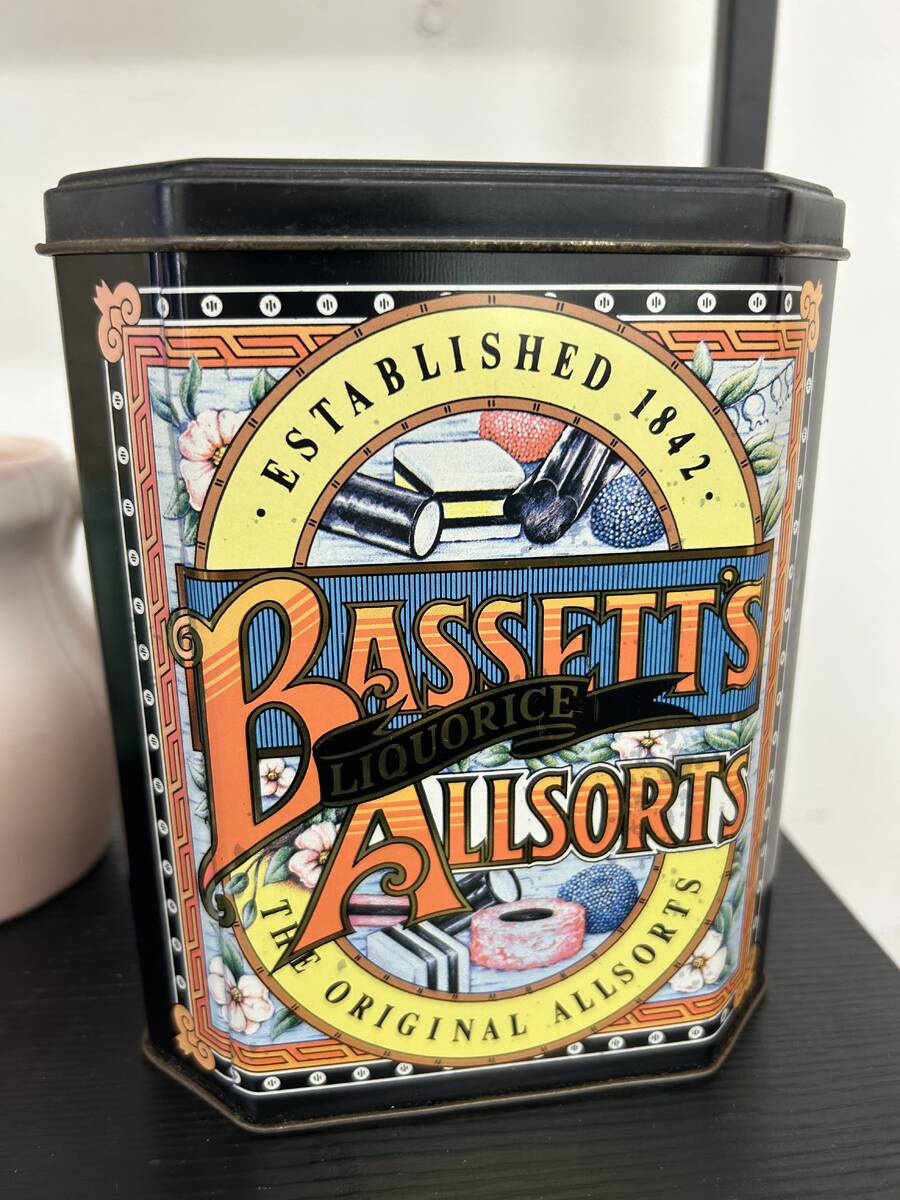 · ESTABLISHED 1842 ·
BASSETT'S
LIQUORICE
ALLSORTS
THE ORIGINAL ALLSORTS